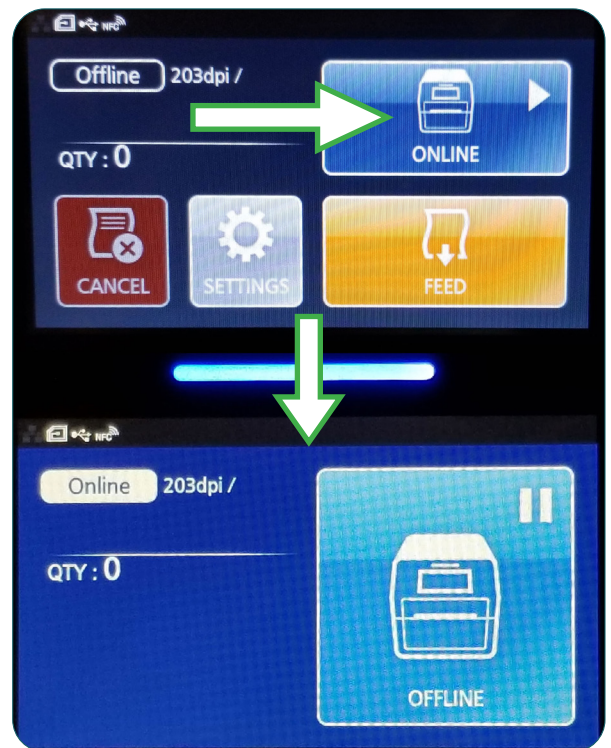 NFC
Offline 203dpi /
ONLINE
QTY : 0
CANCEL SETTINGS FEED
NFC
Online 203dpi /
QTY : 0
OFFLINE